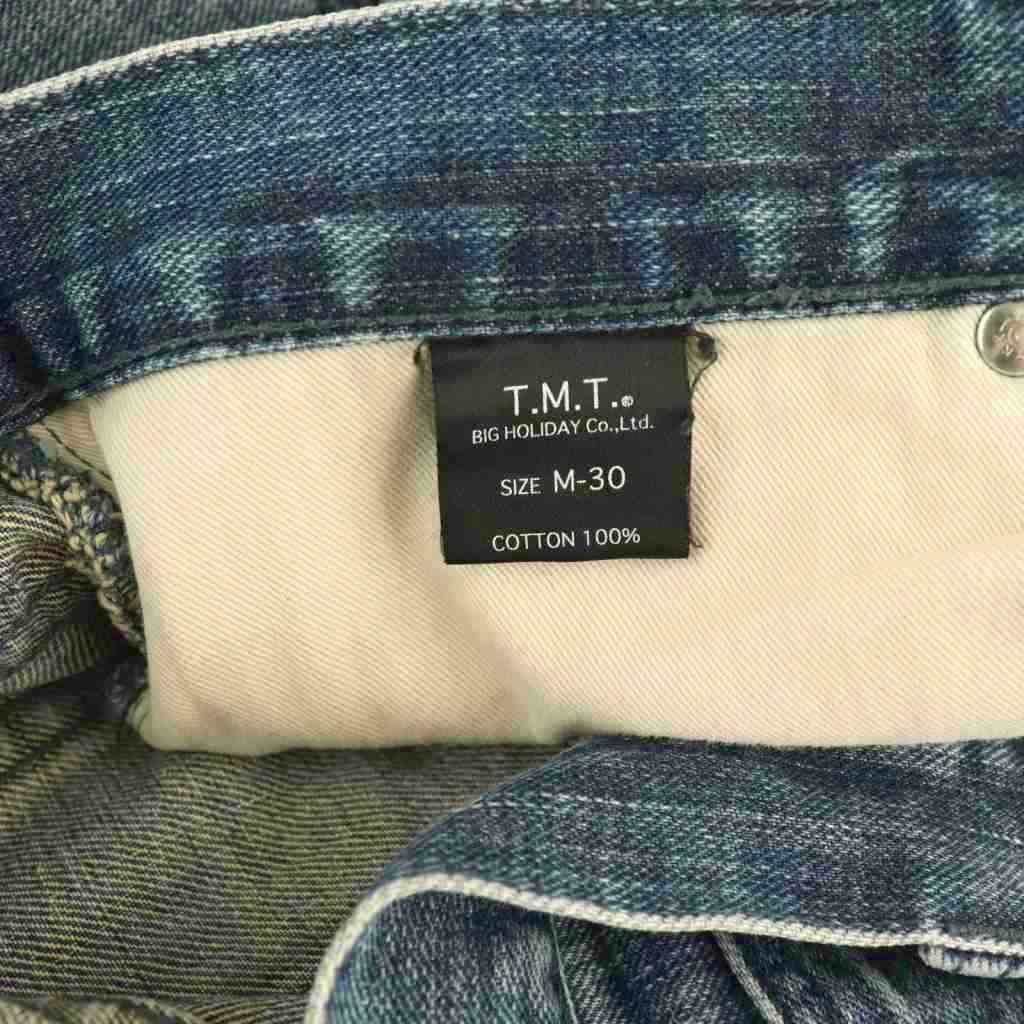 T.M.T.®
BIG HOLIDAY Co.,Ltd.
SIZE M-30
COTTON 100%